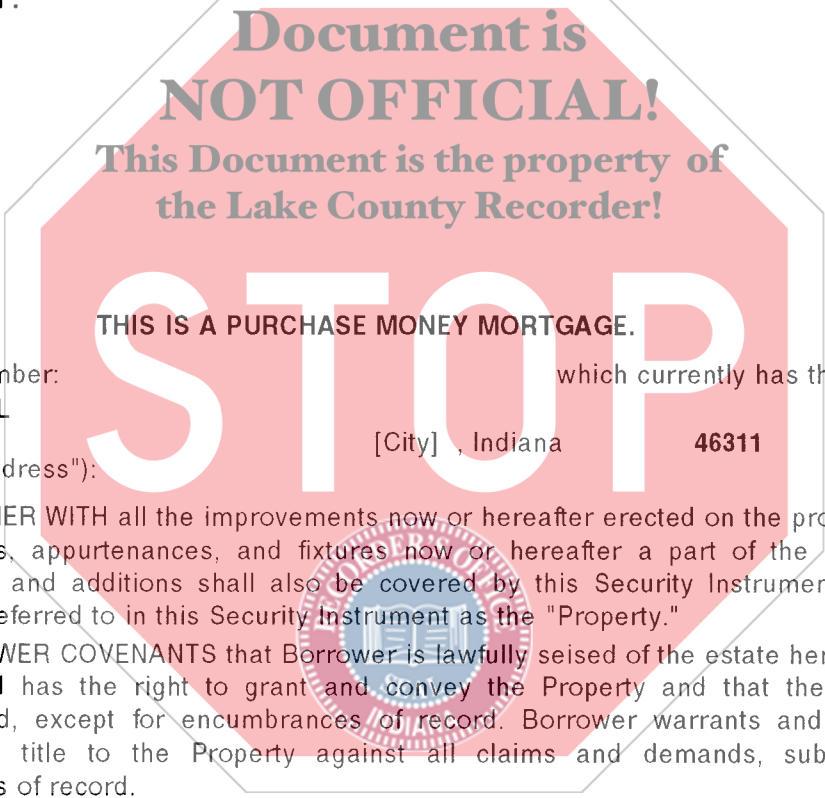 Document is
NOT OFFICIAL!
This Document is the property of
the Lake County Recorder!
STOP
THIS IS A PURCHASE MONEY MORTGAGE.
mber: which currently has th
L
[City] , Indiana 46311
dress"):
ER WITH all the improvements now or hereafter erected on the pro
s, appurtenances, and fixtures now or hereafter a part of the
and additions shall also be covered by this Security Instrumen
eferred to in this Security Instrument as the "Property."
WER COVENANTS that Borrower is lawfully seised of the estate her
has the right to grant and convey the Property and that the
d, except for encumbrances of record. Borrower warrants and
title to the Property against all claims and demands, sub
s of record.
RECORDER'S OFFICE
SEAL
INDIANA